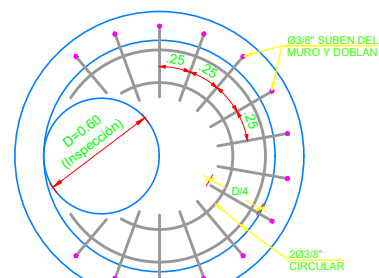 Ø3/8" SUBEN DEL
MURO Y DOBLAN
.25
.25
.25
D=0.60
(Inspección)
D/4
2Ø3/8"
CIRCULAR